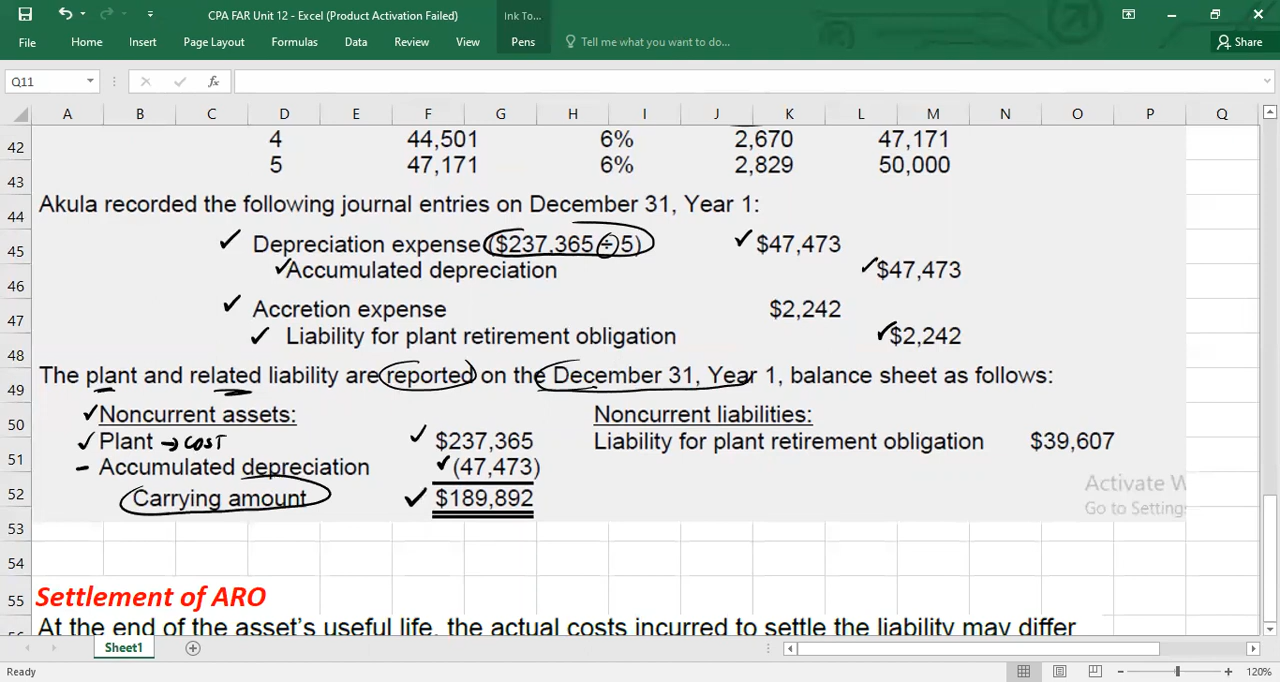 CPA FAR Unit 12 - Excel (Product Activation Failed)
Ink To...
File Home Insert Page Layout Formulas Data Review View Pens Tell me what you want to do... Share
Q11 fx
A B C D E F G H I J K L M N O P Q
42 4 44,501 6% 2,670 47,171
43 5 47,171 6% 2,829 50,000
44 Akula recorded the following journal entries on December 31, Year 1:
45 Depreciation expense ($237,365 ÷ 5) $47,473
46 Accumulated depreciation $47,473
47 Accretion expense $2,242
48 Liability for plant retirement obligation $2,242
49 The plant and related liability are reported on the December 31, Year 1, balance sheet as follows:
50 Noncurrent assets: Noncurrent liabilities:
51 Plant → COST $237,365 Liability for plant retirement obligation $39,607
- Accumulated depreciation (47,473)
52 Carrying amount $189,892
Activate W
Go to Setting
53
54
55 Settlement of ARO
56 At the end of the asset's useful life, the actual costs incurred to settle the liability may differ
Sheet1
Ready 120%